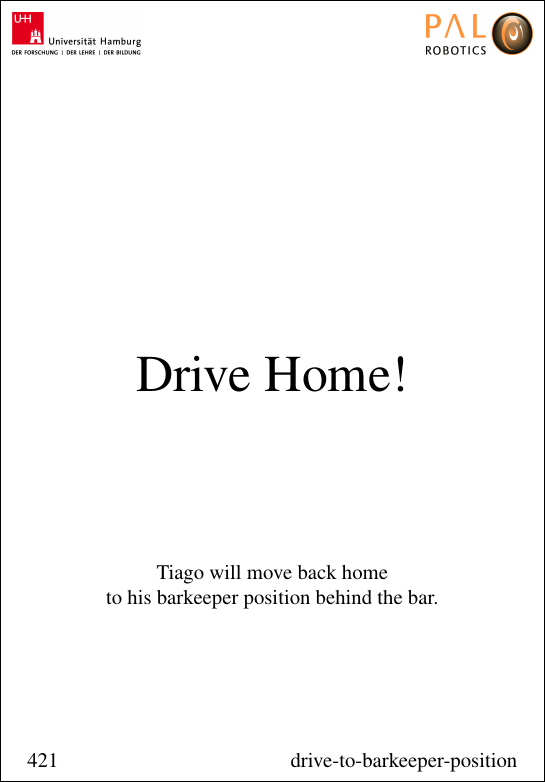 UHH
Universität Hamburg
DER FORSCHUNG | DER LEHRE | DER BILDUNG
PAL
ROBOTICS
Drive Home!
Tiago will move back home
to his barkeeper position behind the bar.
421
drive-to-barkeeper-position